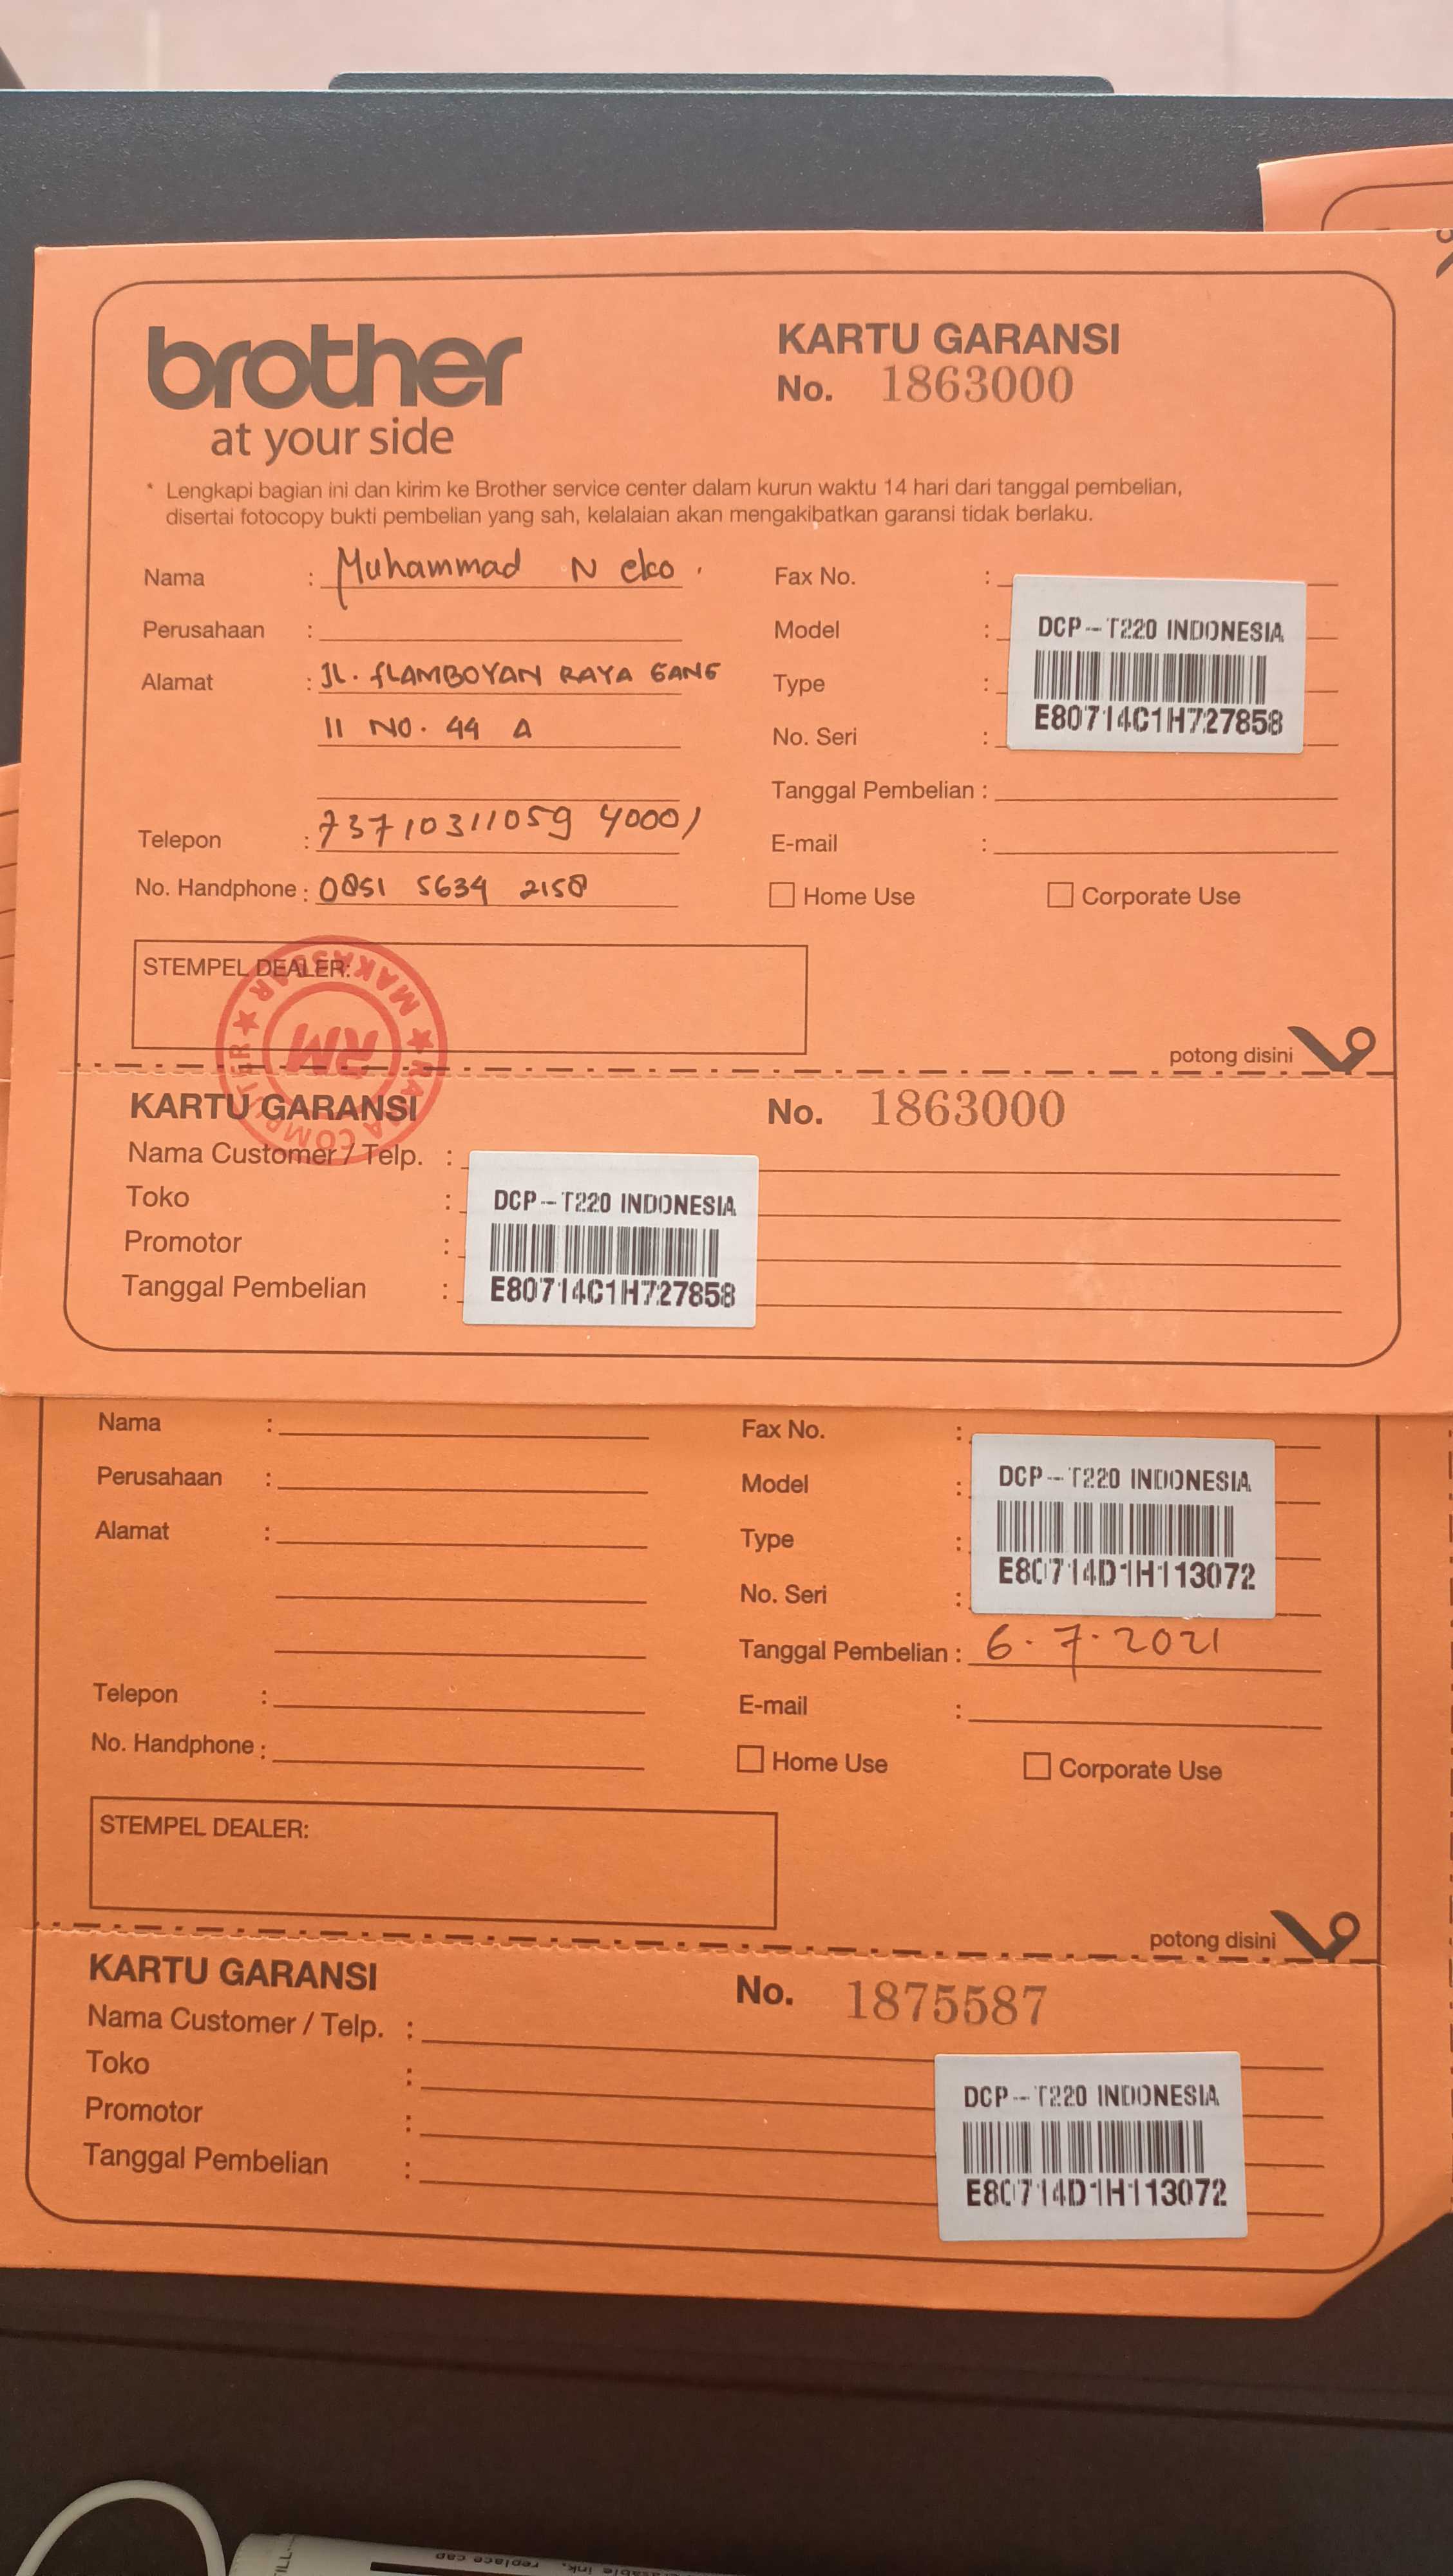 brother
at your side
KARTU GARANSI
No. 1863000
* Lengkapi bagian ini dan kirim ke Brother service center dalam kurun waktu 14 hari dari tanggal pembelian,
disertai fotocopy bukti pembelian yang sah, kelalaian akan mengakibatkan garansi tidak berlaku.
Nama : Muhammad N eko
Perusahaan :
Alamat : JL. fLAMBOYAN RAYA GANG
II NO. 44 A
Telepon : 737103110594000 1
No. Handphone : 0851 5634 2158
Fax No. :
Model :
Type :
No. Seri :
DCP-T220 INDONESIA
E80714C1H727858
Tanggal Pembelian :
E-mail :
Home Use Corporate Use
STEMPEL DEALER:
MAKASSAR
RM
COMPUTER
potong disini
KARTU GARANSI No. 1863000
Nama Customer / Telp. :
Toko :
Promotor :
Tanggal Pembelian :
DCP-T220 INDONESIA
E80714C1H727858
Nama :
Perusahaan :
Alamat :
Telepon :
No. Handphone :
Fax No. :
Model :
Type :
No. Seri :
DCP-T220 INDONESIA
E80714D1H113072
Tanggal Pembelian : 6.7.2021
E-mail :
Home Use Corporate Use
STEMPEL DEALER:
potong disini
KARTU GARANSI No. 1875587
Nama Customer / Telp. :
Toko :
Promotor :
Tanggal Pembelian :
DCP-T220 INDONESIA
E80714D1H113072
replace cap